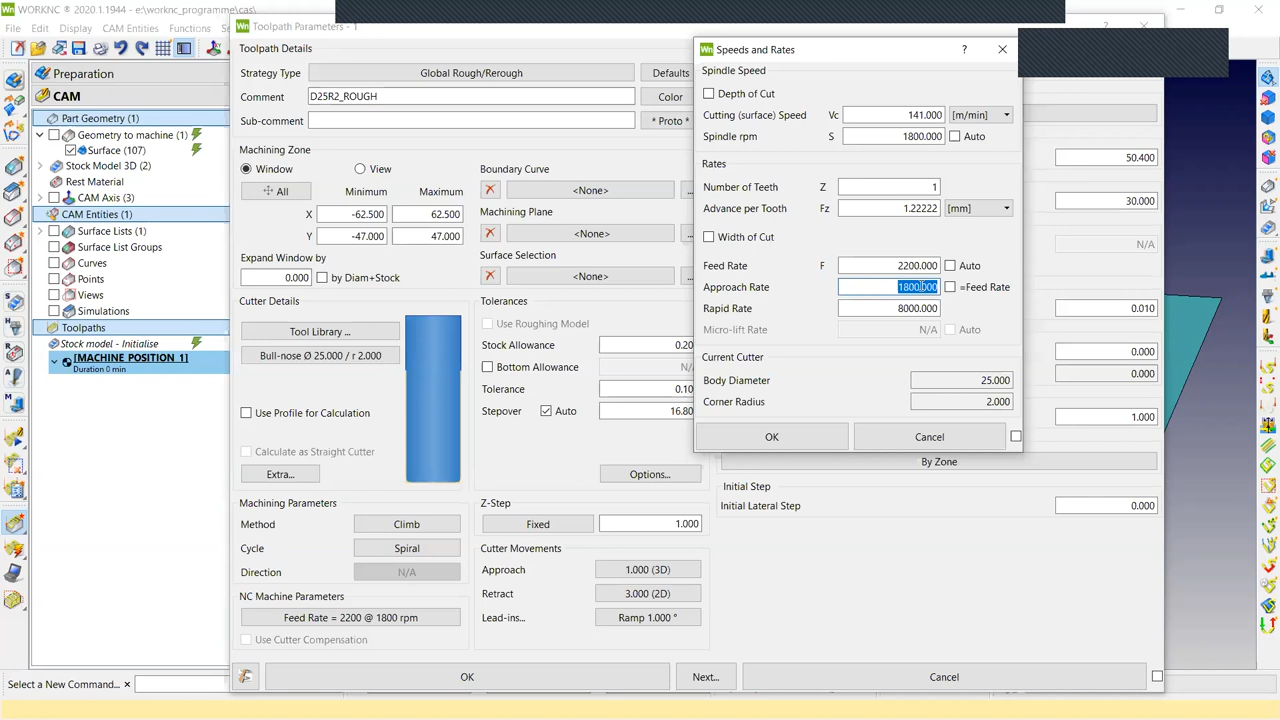 WORKNC ® 2020.1.1944 - e:\worknc_programme\cas\
File Edit Display CAM Entities Functions
Preparation
CAM
Part Geometry (1)
Geometry to machine (1)
Surface (107)
Stock Model 3D (2)
Rest Material
CAM Axis (3)
CAM Entities (1)
Surface Lists (1)
Surface List Groups
Curves
Points
Views
Simulations
Toolpaths
Stock model - Initialise
[MACHINE POSITION 1]
Duration 0 min
Select a New Command...
Toolpath Parameters - 1
Toolpath Details
Strategy Type Global Rough/Rerough Defaults
Comment D25R2_ROUGH Color
Sub-comment * Proto *
Machining Zone
Window View
All Minimum Maximum
X -62.500 62.500
Y -47.000 47.000
Expand Window by
0.000 by Diam+Stock
Boundary Curve
<None> ...
Machining Plane
<None> ...
Surface Selection
<None> ...
Cutter Details
Tool Library ...
Bull-nose Ø 25.000 / r 2.000
Use Profile for Calculation
Calculate as Straight Cutter
Extra...
Tolerances
Use Roughing Model
Stock Allowance 0.20
Bottom Allowance N/
Tolerance 0.10
Stepover Auto 16.80
Options...
Machining Parameters
Method Climb
Cycle Spiral
Direction N/A
Z-Step
Fixed 1.000
Cutter Movements
Approach 1.000 (3D)
Retract 3.000 (2D)
Lead-ins... Ramp 1.000 °
NC Machine Parameters
Feed Rate = 2200 @ 1800 rpm
Use Cutter Compensation
OK Next... Cancel
Speeds and Rates
Spindle Speed
Depth of Cut
Cutting (surface) Speed Vc 141.000 [m/min]
Spindle rpm S 1800.000 Auto
Rates
Number of Teeth Z 1
Advance per Tooth Fz 1.22222 [mm]
Width of Cut
Feed Rate F 2200.000 Auto
Approach Rate 1800.000 =Feed Rate
Rapid Rate 8000.000
Micro-lift Rate N/A Auto
Current Cutter
Body Diameter 25.000
Corner Radius 2.000
OK Cancel
50.400
30.000
N/A
0.010
0.000
0.000
1.000
By Zone
Initial Step
Initial Lateral Step 0.000